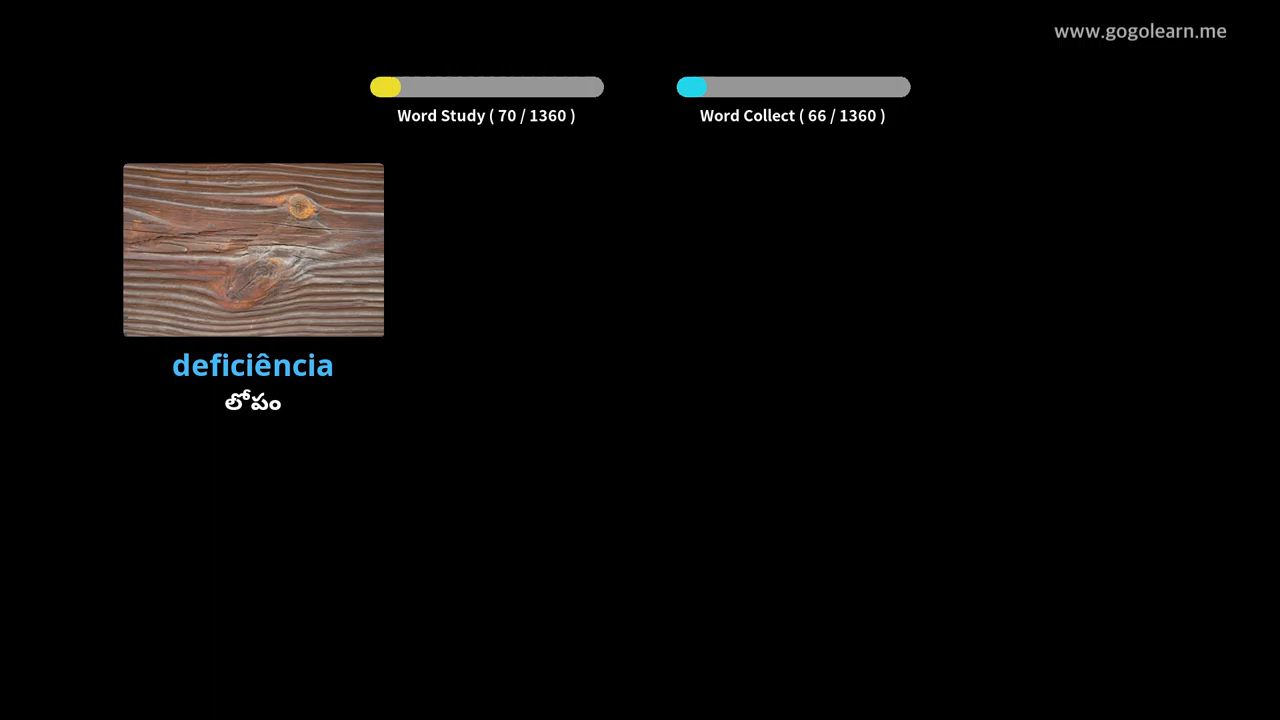 www.gogolearn.me
Word Study ( 70 / 1360 )
Word Collect ( 66 / 1360 )
deficiência
లోపం